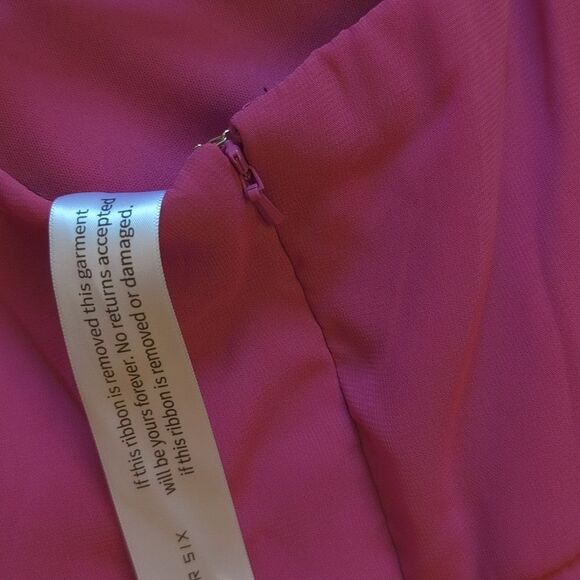 If this ribbon is removed this garment
will be yours forever. No returns accepted
if this ribbon is removed or damaged.
R SIX